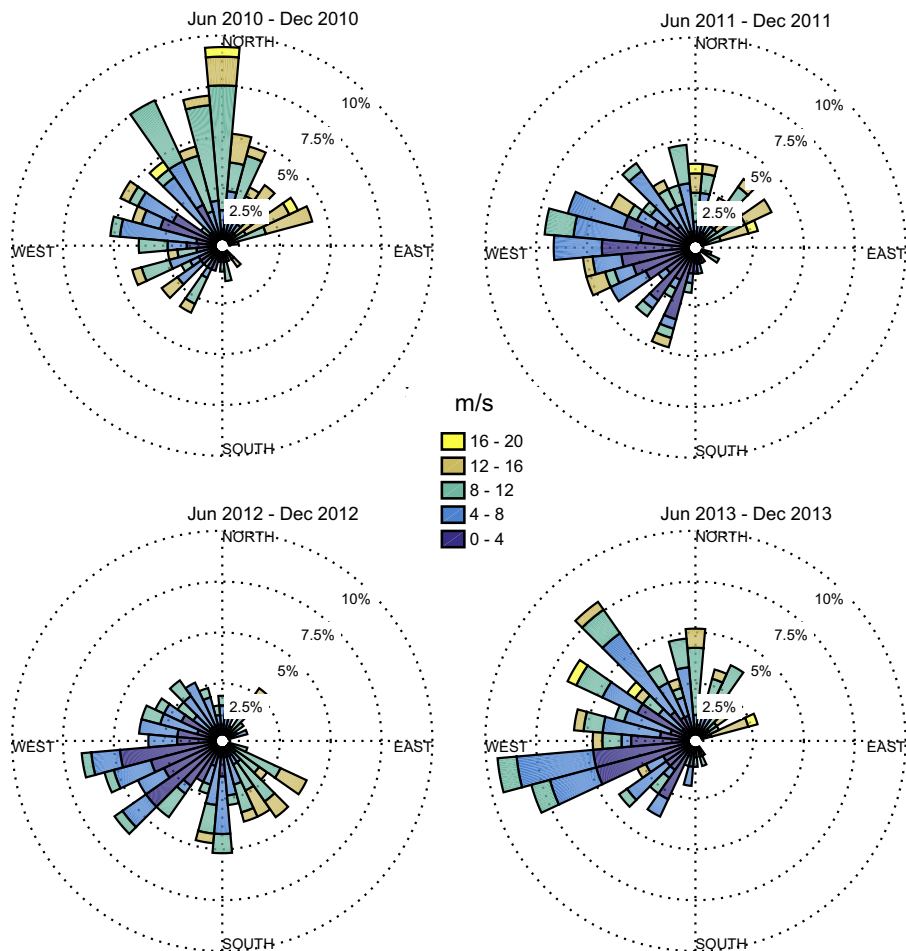 Jun 2010 - Dec 2010
NORTH
10%
7.5%
5%
2.5%
WEST
EAST
SOUTH
Jun 2011 - Dec 2011
NORTH
10%
7.5%
5%
2.5%
WEST
EAST
SOUTH
m/s
16 - 20
12 - 16
8 - 12
4 - 8
0 - 4
Jun 2012 - Dec 2012
NORTH
10%
7.5%
5%
2.5%
WEST
EAST
SOUTH
Jun 2013 - Dec 2013
NORTH
10%
7.5%
5%
2.5%
WEST
EAST
SOUTH